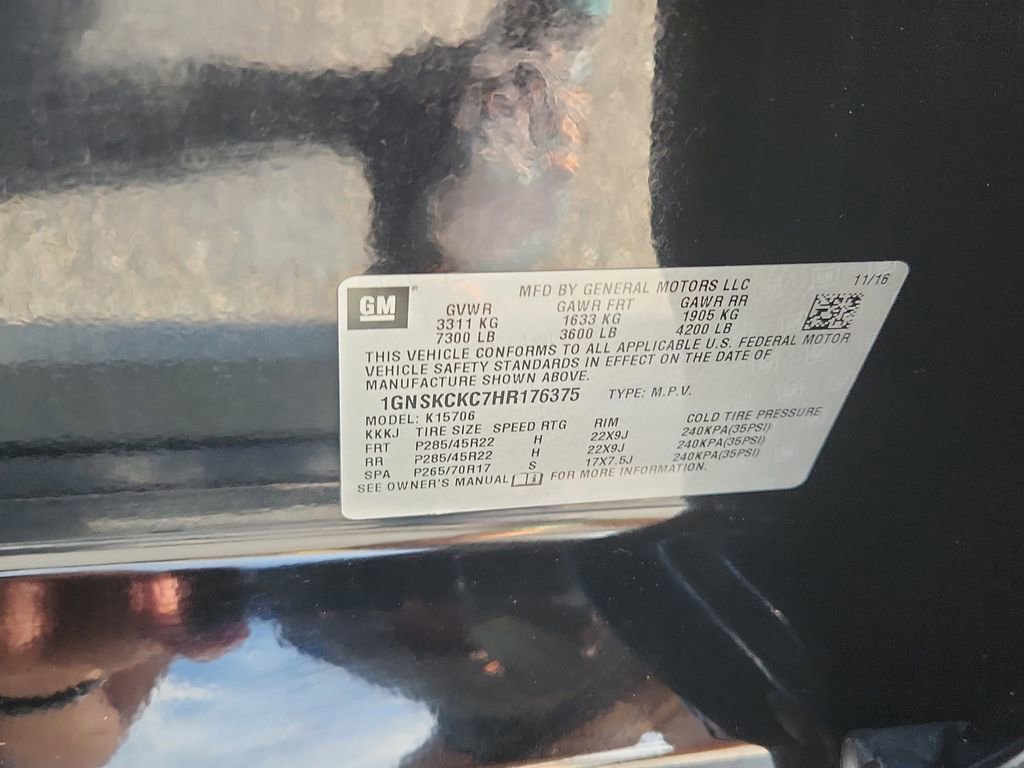 GM
MFD BY GENERAL MOTORS LLC
11/16
GVWR GAWR FRT GAWR RR
3311 KG 1633 KG 1905 KG
7300 LB 3600 LB 4200 LB
THIS VEHICLE CONFORMS TO ALL APPLICABLE U.S. FEDERAL MOTOR
VEHICLE SAFETY STANDARDS IN EFFECT ON THE DATE OF
MANUFACTURE SHOWN ABOVE.
1GNSKCKC7HR176375 TYPE: M.P.V.
MODEL: K15706
KKKJ TIRE SIZE SPEED RTG RIM COLD TIRE PRESSURE
FRT P285/45R22 H 22X9J 240KPA(35PSI)
RR P285/45R22 H 22X9J 240KPA(35PSI)
SPA P265/70R17 S 17X7.5J 240KPA(35PSI)
SEE OWNER'S MANUAL FOR MORE INFORMATION.